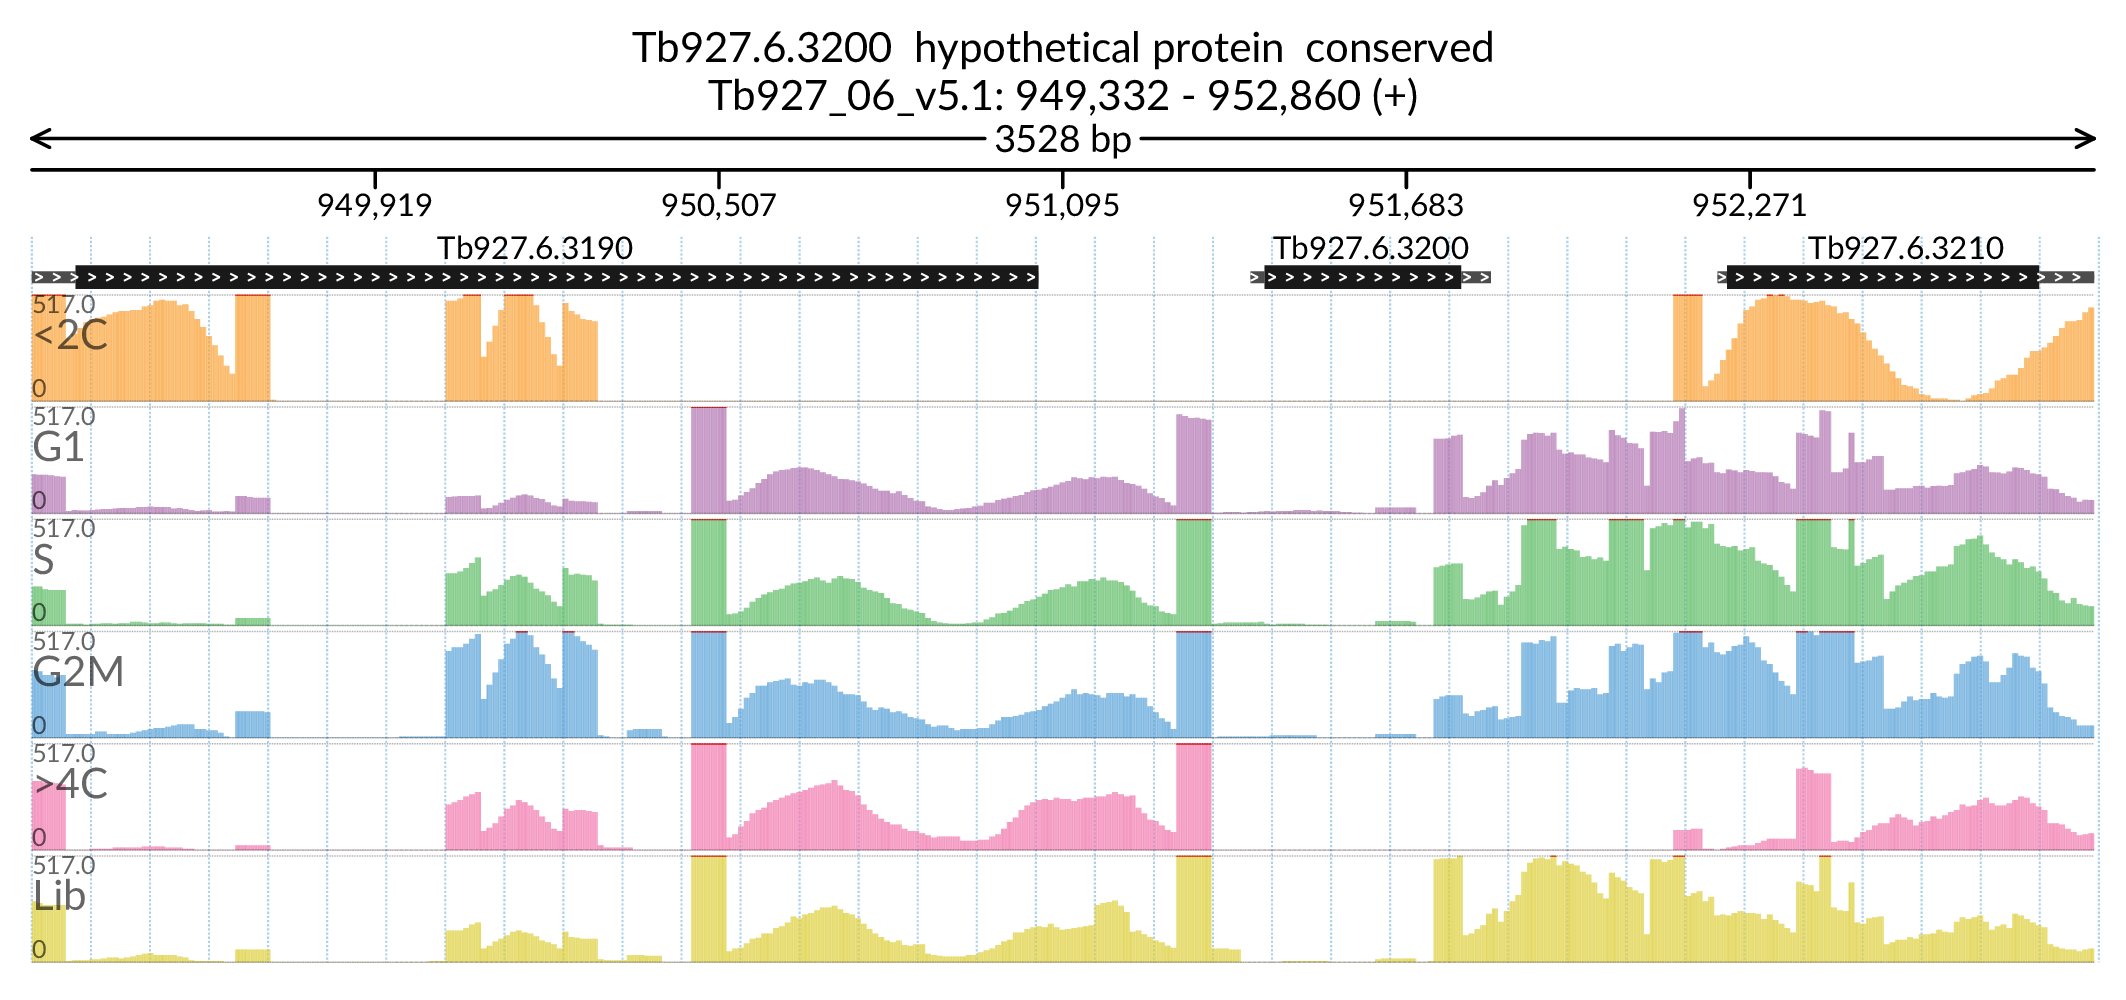 Tb927.6.3200  hypothetical protein  conserved
Tb927_06_v5.1: 949,332 - 952,860 (+)
3528 bp
949,919 950,507 951,095 951,683 952,271
Tb927.6.3190 Tb927.6.3200 Tb927.6.3210
517.0
<2C
0
517.0
G1
0
517.0
S
0
517.0
G2M
0
517.0
>4C
0
517.0
Lib
0